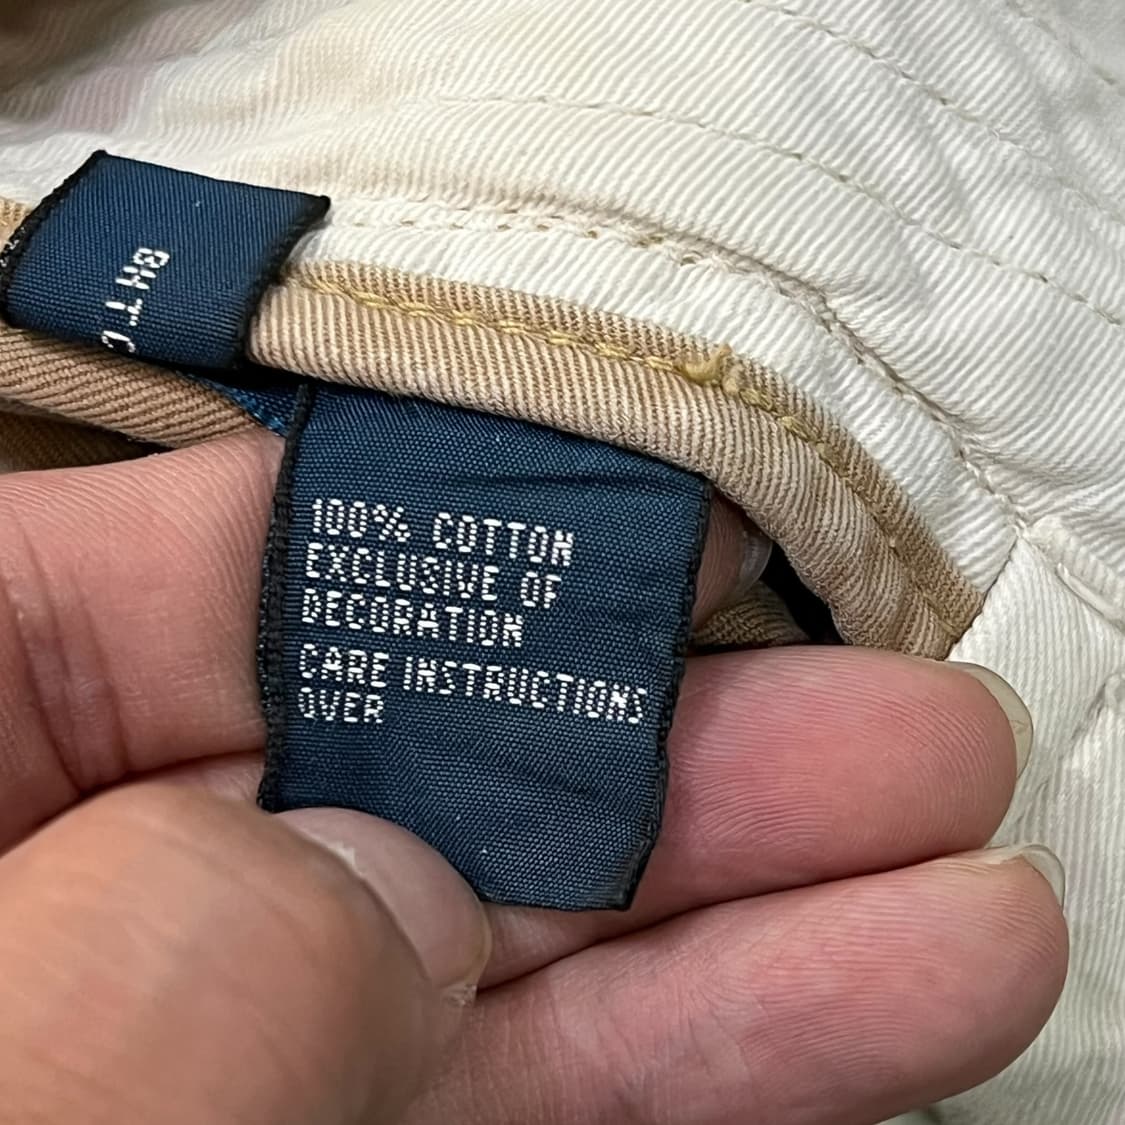 100% COTTON
EXCLUSIVE OF
DECORATION
CARE INSTRUCTIONS
OVER